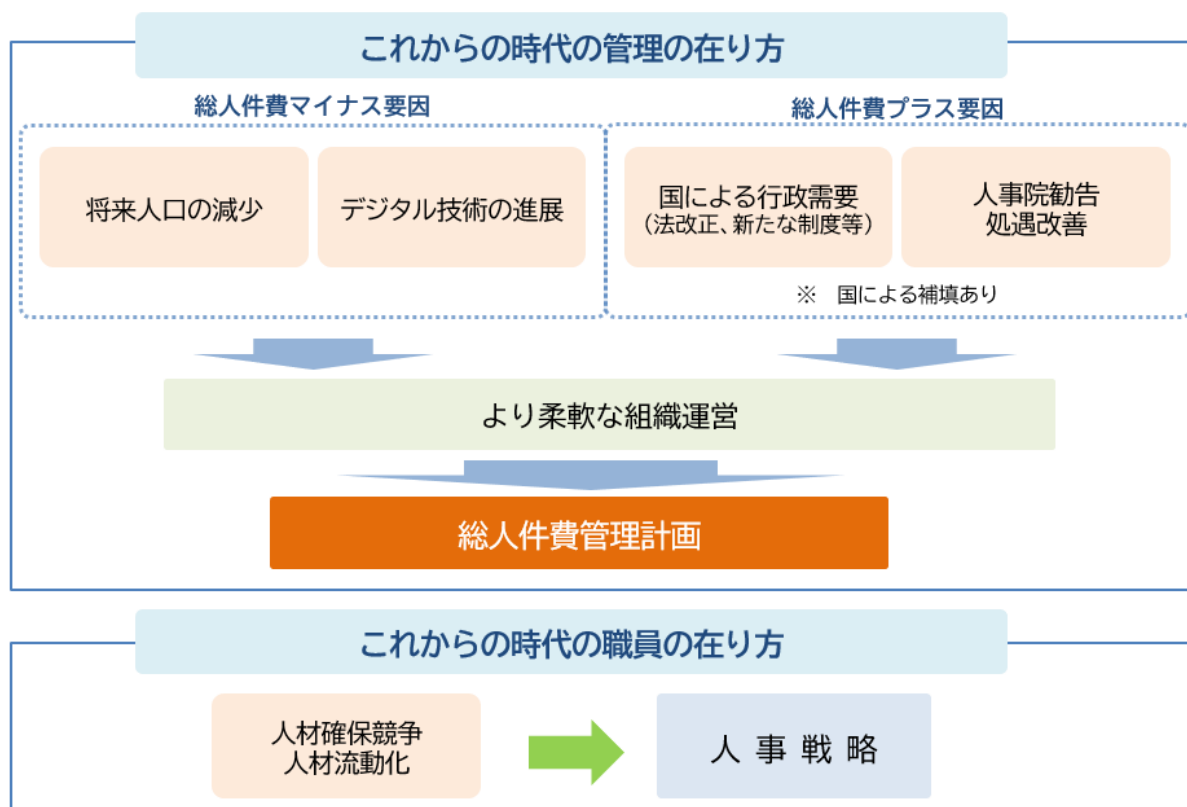 これからの時代の管理の在り方
総人件費マイナス要因
総人件費プラス要因
将来人口の減少
デジタル技術の進展
国による行政需要
（法改正、新たな制度等）
人事院勧告
処遇改善
※　国による補填あり
より柔軟な組織運営
総人件費管理計画
これからの時代の職員の在り方
人材確保競争
人材流動化
人 事 戦 略